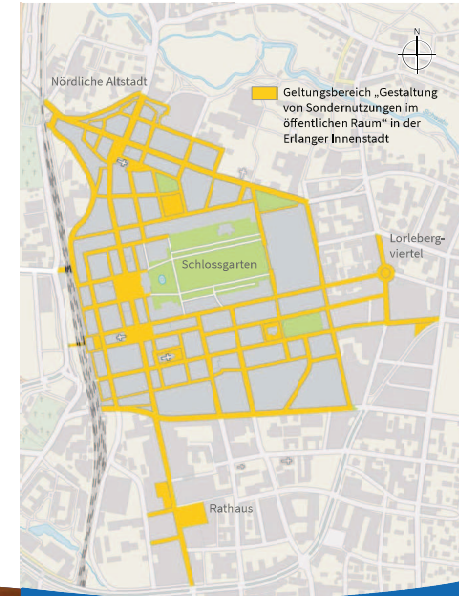 N
Nördliche Altstadt
Geltungsbereich „Gestaltung
von Sondernutzungen im
öffentlichen Raum“ in der
Erlanger Innenstadt
Lorleberg-
viertel
Schlossgarten
Rathaus